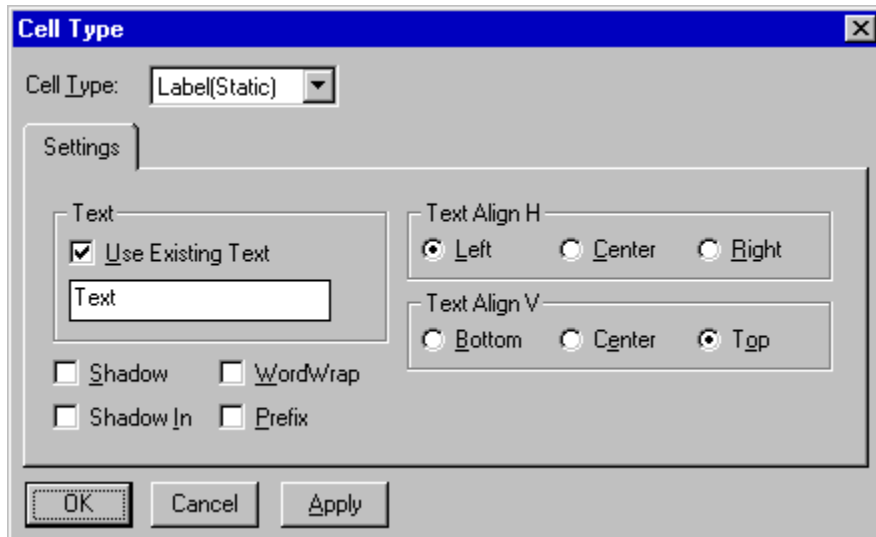 Cell Type
Cell Type: Label(Static)
Settings
Text
Use Existing Text
Text
Text Align H
Left Center Right
Text Align V
Bottom Center Top
Shadow WordWrap
Shadow In Prefix
OK Cancel Apply